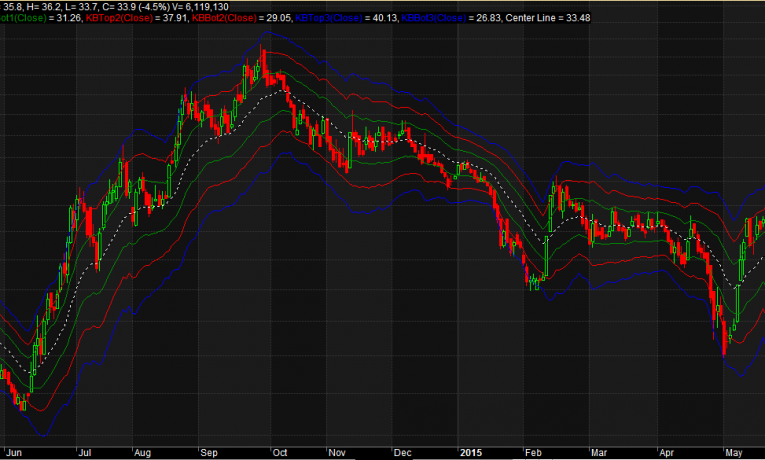 35.8, H= 36.2, L= 33.7, C= 33.9 (-4.5%) V= 6,119,130
ot1(Close) = 31.26, KBTop2(Close) = 37.91, KBBot2(Close) = 29.05, KBTop3(Close) = 40.13, KBBot3(Close) = 26.83, Center Line = 33.48
Jun Jul Aug Sep Oct Nov Dec 2015 Feb Mar Apr May